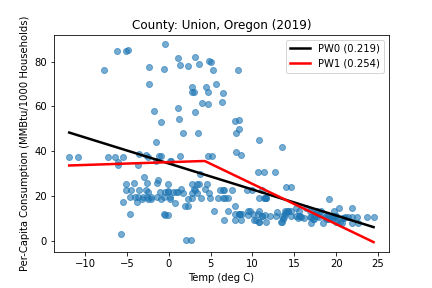 County: Union, Oregon (2019)
PW0 (0.219)
PW1 (0.254)
Per-Capita Consumption (MMBtu/1000 Households)
80
60
40
20
0
−10 −5 0 5 10 15 20 25
Temp (deg C)